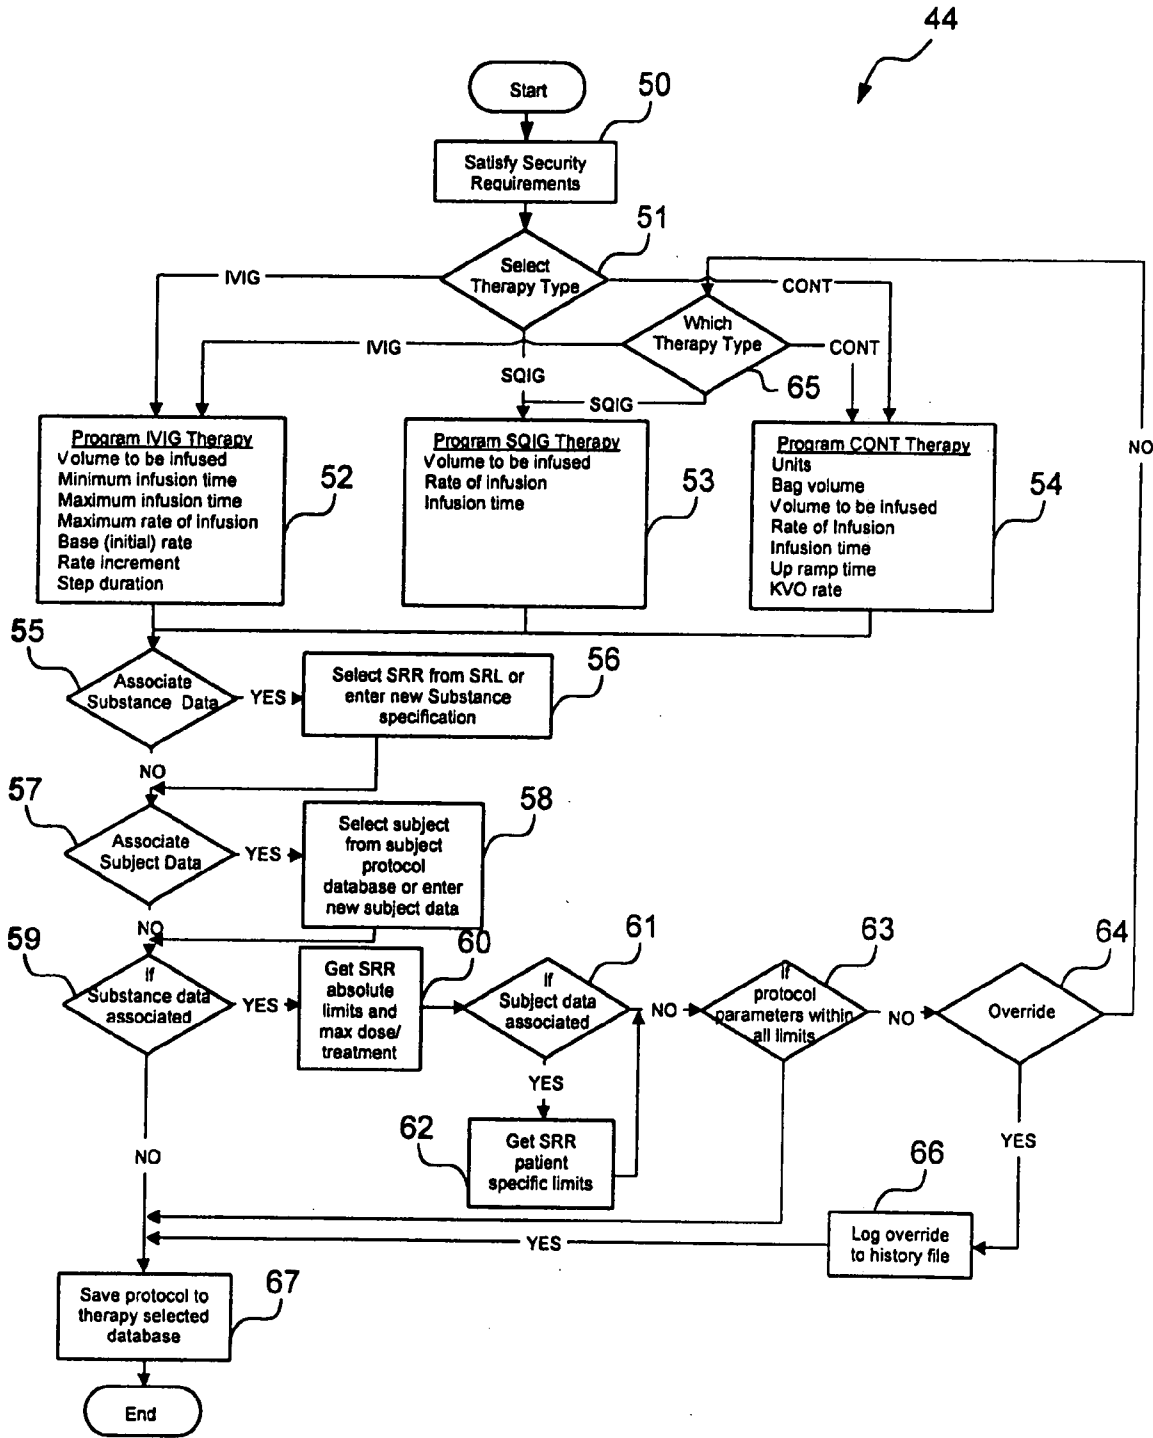 44
Start
50
Satisfy Security
Requirements
51
Select
Therapy Type
IVIG
CONT
Which
Therapy Type
65
IVIG
CONT
SQIG
SQIG
NO
Program IVIG Therapy
Volume to be infused
Minimum infusion time
Maximum infusion time
Maximum rate of infusion
Base (initial) rate
Rate increment
Step duration
52
Program SQIG Therapy
Volume to be infused
Rate of infusion
Infusion time
53
Program CONT Therapy
Units
Bag volume
Volume to be infused
Rate of Infusion
Infusion time
Up ramp time
KVO rate
54
55
Associate
Substance Data
YES
Select SRR from SRL or
enter new Substance
specification
56
NO
57
Associate
Subject Data
YES
Select subject
from subject
protocol
database or enter
new subject data
58
NO
59
If
Substance data
associated
YES
Get SRR
absolute
limits and
max dose/
treatment
60
If
Subject data
associated
61
NO
If
protocol
parameters within
all limits
63
NO
Override
64
YES
Get SRR
patient
specific limits
62
YES
NO
66
Log override
to history file
YES
Save protocol to
therapy selected
database
67
End